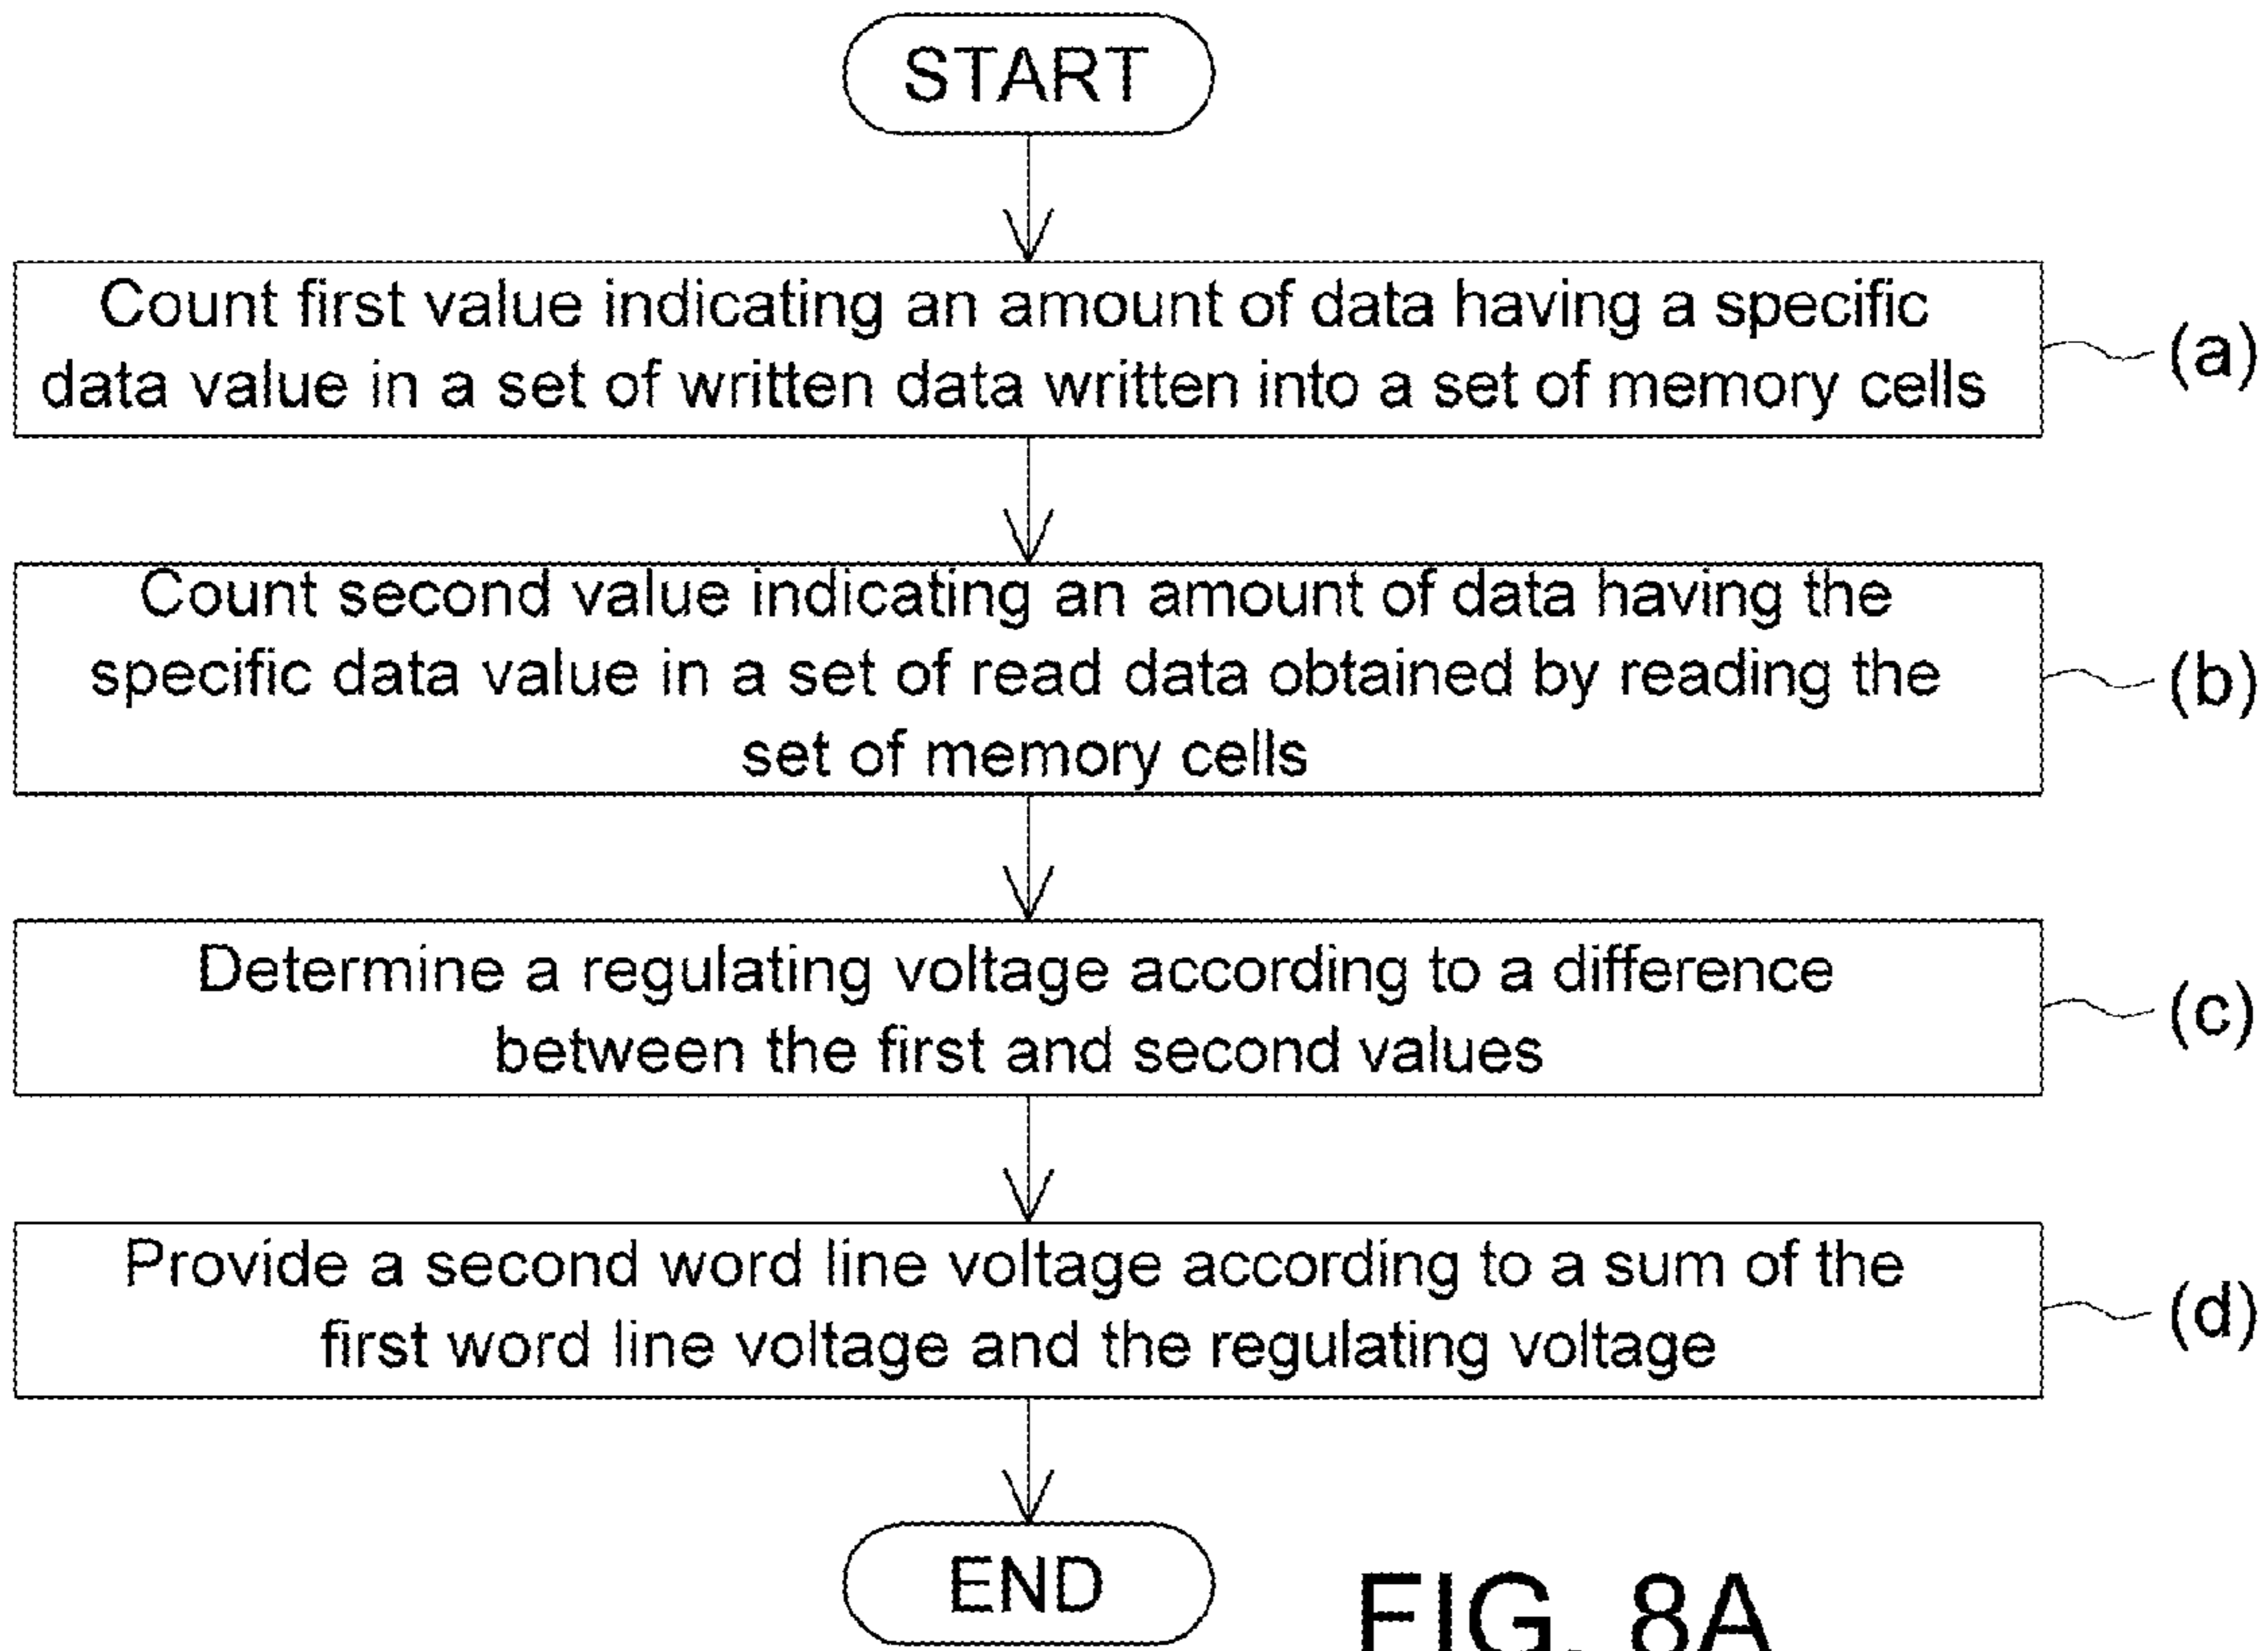 START
Count first value indicating an amount of data having a specific
data value in a set of written data written into a set of memory cells
(a)
Count second value indicating an amount of data having the
specific data value in a set of read data obtained by reading the
set of memory cells
(b)
Determine a regulating voltage according to a difference
between the first and second values
(c)
Provide a second word line voltage according to a sum of the
first word line voltage and the regulating voltage
(d)
END
FIG. 8A